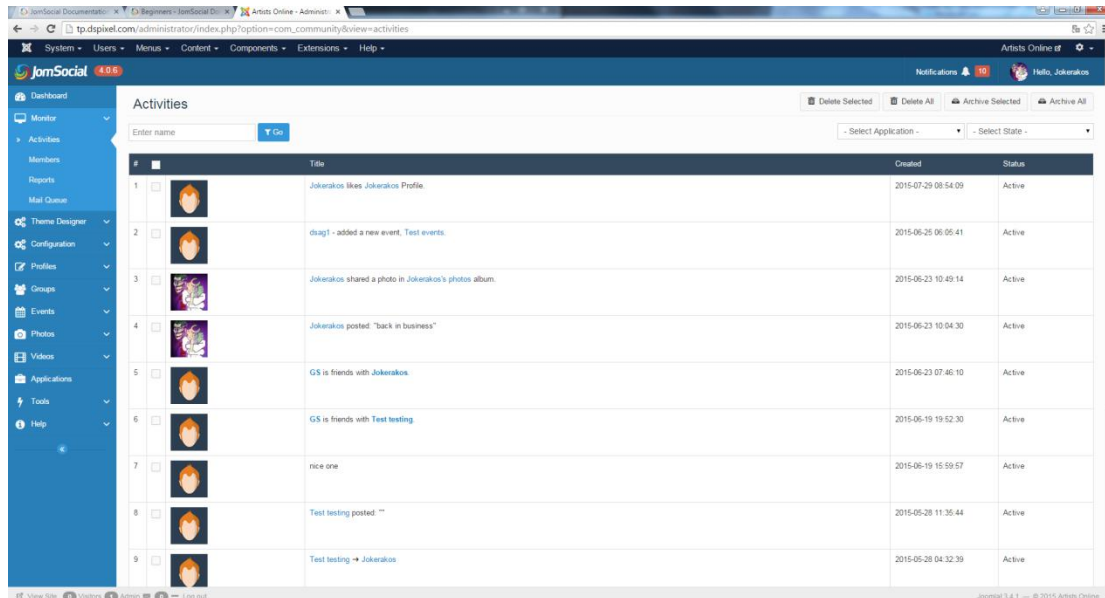 JomSocial Documentation
Beginners - JomSocial Do
Artists Online - Administr
tp.dspixel.com/administrator/index.php?option=com_community&view=activities
System Users Menus Content Components Extensions Help
Artists Online
JomSocial 4.0.6
Notifications 10 Hello, Jokerakos
Dashboard
Monitor
Activities
Members
Reports
Mail Queue
Theme Designer
Configuration
Profiles
Groups
Events
Photos
Videos
Applications
Tools
Help
Activities
Delete Selected Delete All Archive Selected Archive All
Enter name Go
- Select Application - - Select State -
# Title Created Status
1 Jokerakos likes Jokerakos Profile. 2015-07-29 08:54:09 Active
2 dsag1 - added a new event, Test events. 2015-06-25 06:05:41 Active
3 Jokerakos shared a photo in Jokerakos's photos album. 2015-06-23 10:49:14 Active
4 Jokerakos posted: "back in business" 2015-06-23 10:04:30 Active
5 GS is friends with Jokerakos. 2015-06-23 07:46:10 Active
6 GS is friends with Test testing. 2015-06-19 19:52:30 Active
7 nice one 2015-06-19 15:59:57 Active
8 Test testing posted: "" 2015-05-28 11:35:44 Active
9 Test testing ➜ Jokerakos 2015-05-28 04:32:39 Active
View Site 0 Visitors 1 Admin 0 Log out
Joomla! 3.4.1 — © 2015 Artists Online